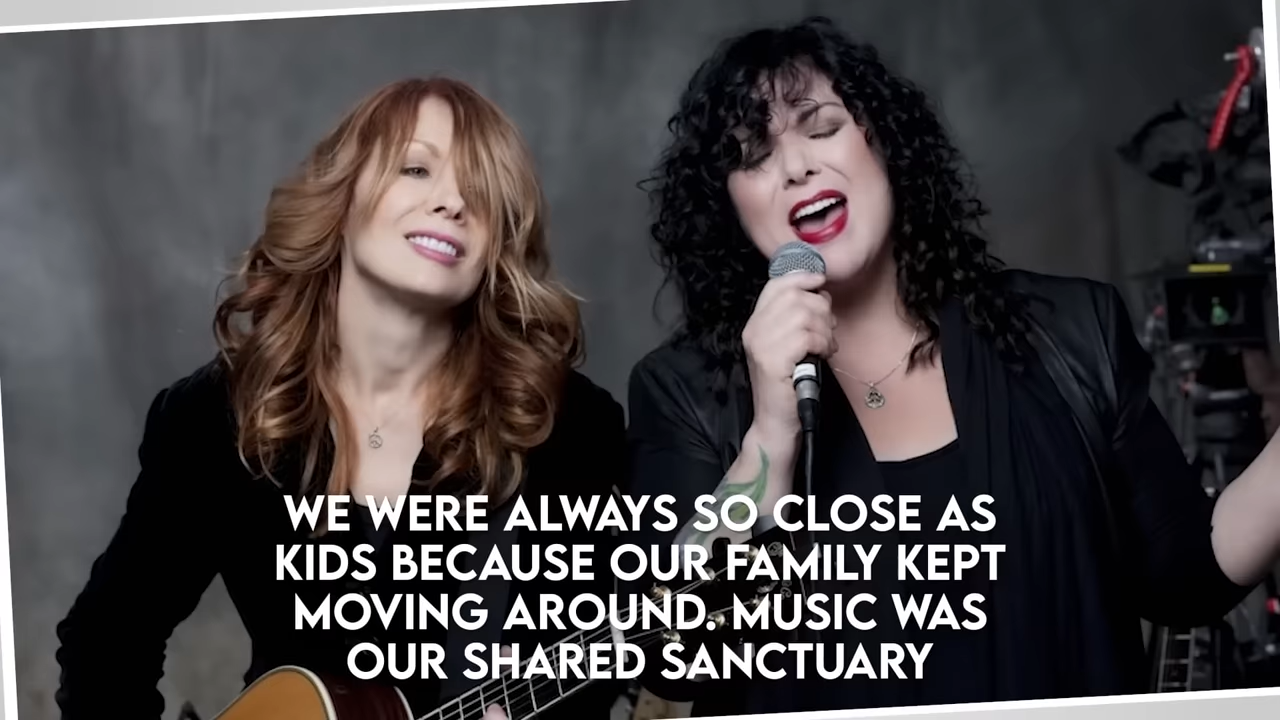 WE WERE ALWAYS SO CLOSE AS
KIDS BECAUSE OUR FAMILY KEPT
MOVING AROUND. MUSIC WAS
OUR SHARED SANCTUARY